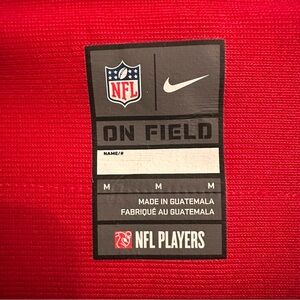 NFL
ON FIELD
NAME/#
M M M
MADE IN GUATEMALA
FABRIQUÉ AU GUATEMALA
NFL PLAYERS